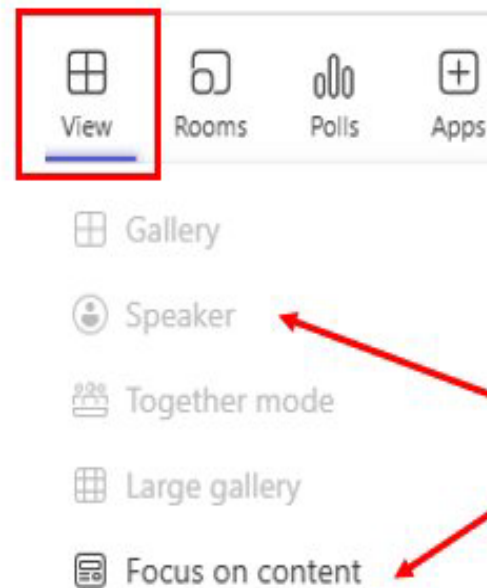 View Rooms Polls Apps
Gallery
Speaker
Together mode
Large gallery
Focus on content